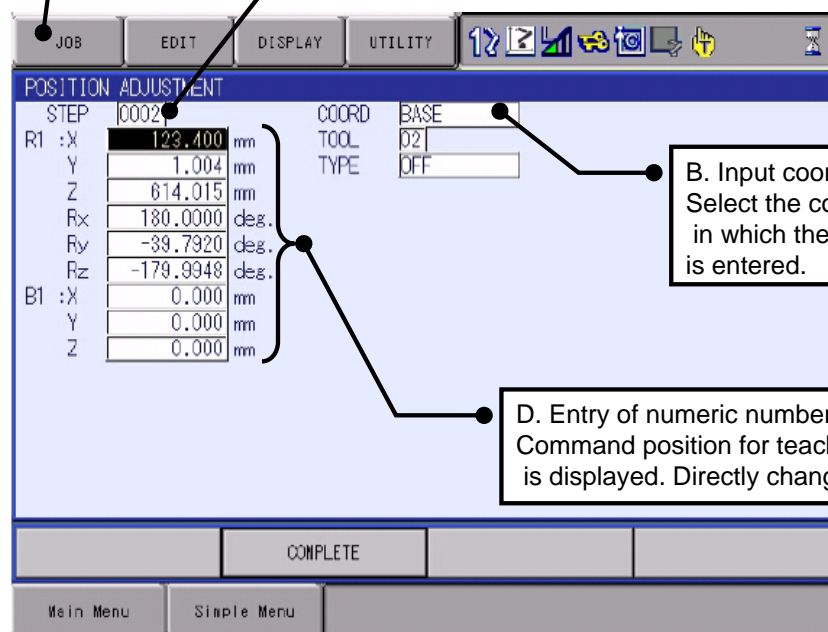 JOB EDIT DISPLAY UTILITY
POSITION ADJUSTMENT
STEP 0002 COORD BASE
R1 :X 123.400 mm TOOL 02
Y 1.004 mm TYPE OFF
Z 614.015 mm
Rx 180.0000 deg.
Ry -39.7920 deg.
Rz -179.9948 deg.
B1 :X 0.000 mm
Y 0.000 mm
Z 0.000 mm
B. Input coor
Select the co
in which the
is entered.
D. Entry of numeric number
Command position for teach
is displayed. Directly chang
COMPLETE
Main Menu Simple Menu